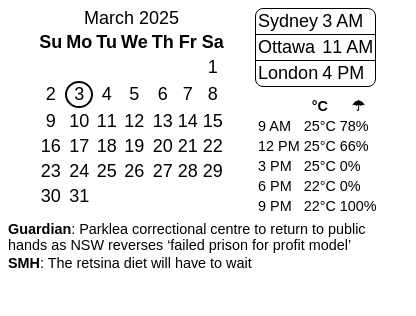 March 2025
Su Mo Tu We Th Fr Sa
1
2 3 4 5 6 7 8
9 10 11 12 13 14 15
16 17 18 19 20 21 22
23 24 25 26 27 28 29
30 31
Sydney 3 AM
Ottawa 11 AM
London 4 PM
°C ☂
9 AM 25°C 78%
12 PM 25°C 66%
3 PM 25°C 0%
6 PM 22°C 0%
9 PM 22°C 100%
Guardian: Parklea correctional centre to return to public
hands as NSW reverses ‘failed prison for profit model’
SMH: The retsina diet will have to wait